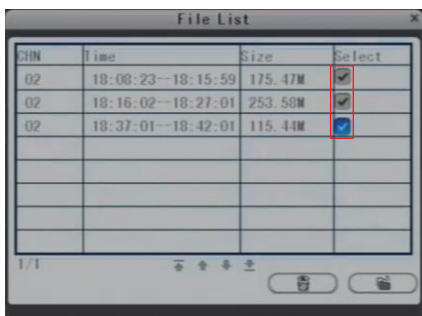 File List ×
CHN Time Size Select
02 18:08:23--18:15:59 175.47M
02 18:16:02--18:27:01 253.58M
02 18:37:01--18:42:01 115.44M
1/1